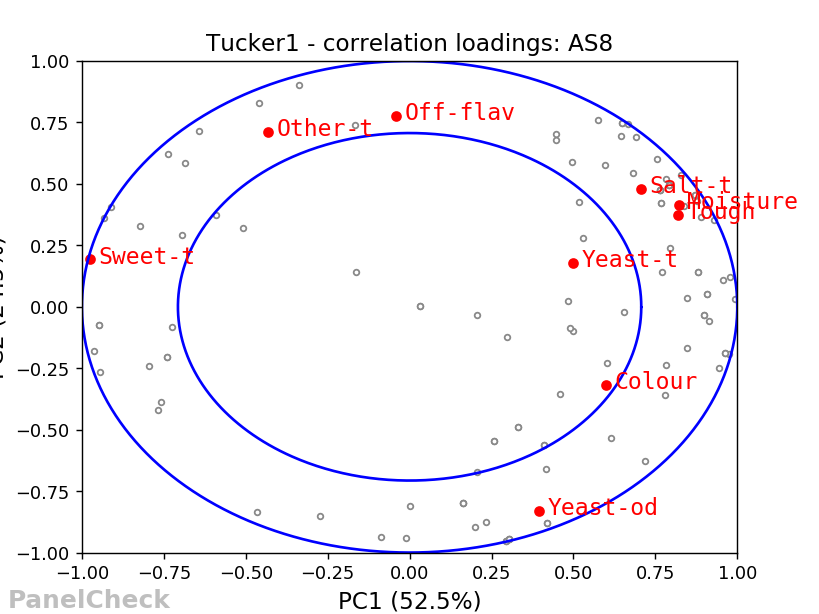 Tucker1 - correlation loadings: AS8
1.00
0.75
0.50
0.25
0.00
−0.25
−0.50
−0.75
−1.00
Off-flav
Other-t
Salt-t
Moisture
Tough
Sweet-t
Yeast-t
Colour
Yeast-od
−1.00 −0.75 −0.50 −0.25 0.00 0.25 0.50 0.75 1.00
PC1 (52.5%)
PanelCheck